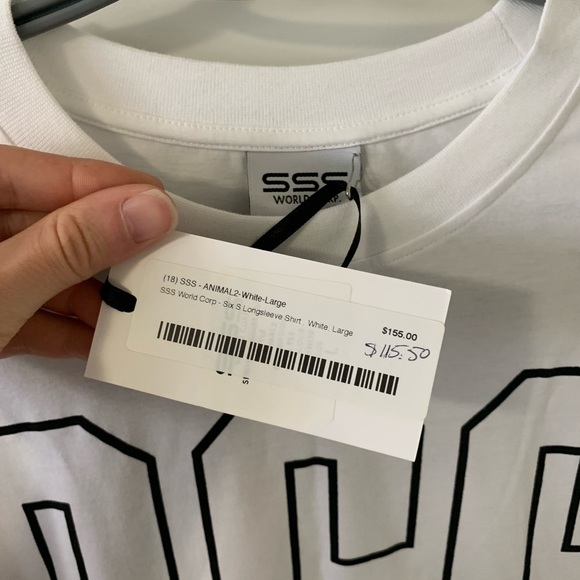 SSS
WORLD CORP.
(18) SSS - ANIMAL2-White-Large
SSS World Corp - Six S Longsleeve Shirt White, Large
$155.00
$115.50